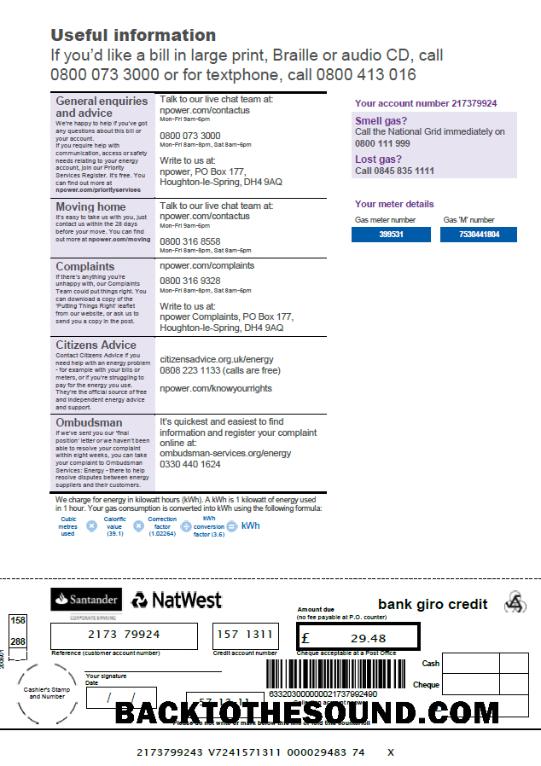 Useful information
If you'd like a bill in large print, Braille or audio CD, call
0800 073 3000 or for textphone, call 0800 413 016
General enquiries
and advice
We're happy to help if you've got
any questions about this bill or
your account.
If you require help with
communication, access or safety
needs relating to your energy
account, join our Priority
Services Register. It's free. You
can find out more at
npower.com/priorityservices
Talk to our live chat team at:
npower.com/contactus
Mon-Fri 9am-6pm
0800 073 3000
Mon-Fri 8am-8pm, Sat 8am-6pm
Write to us at:
npower, PO Box 177,
Houghton-le-Spring, DH4 9AQ
Moving home
It's easy to take us with you, just
contact us within the 28 days
before your move. You can find
out more at npower.com/moving
Talk to our live chat team at:
npower.com/contactus
Mon-Fri 9am-6pm
0800 316 8558
Mon-Fri 8am-8pm, Sat 8am-6pm
Complaints
If there's anything you're
unhappy with, our Complaints
Team could put things right. You
can download a copy of the
'Putting Things Right' leaflet
from our website, or ask us to
send you a copy in the post.
npower.com/complaints
0800 316 9328
Mon-Fri 8am-8pm, Sat 8am-6pm
Write to us at:
npower Complaints, PO Box 177,
Houghton-le-Spring, DH4 9AQ
Citizens Advice
Contact Citizens Advice if you
need help with an energy problem
- for example with your bills or
meters, or if you're struggling to
pay for the energy you use.
They're the official source of free
and independent energy advice
and support.
citizensadvice.org.uk/energy
0808 223 1133 (calls are free)
npower.com/knowyourrights
Ombudsman
If we've sent you our 'final
position' letter or we haven't been
able to resolve your complaint
within eight weeks, you can take
your complaint to Ombudsman
Services: Energy - there to help
resolve disputes between energy
suppliers and their customers.
It's quickest and easiest to find
information and register your complaint
online at:
ombudsman-services.org/energy
0330 440 1624
We charge for energy in kilowatt hours (kWh). A kWh is 1 kilowatt of energy used
in 1 hour. Your gas consumption is converted into kWh using the following formula:
Cubic metres used × Calorific value (39.1) × Correction factor (1.02264) ÷ kWh conversion factor (3.6) = kWh
Your account number 217379924
Smell gas?
Call the National Grid immediately on
0800 111 999
Lost gas?
Call 0845 835 1111
Your meter details
Gas meter number
Gas 'M' number
399531
7530441804
Santander
CORPORATE BANKING
NatWest
bank giro credit
Amount due
(no fee payable at P.O. counter)
158
288
2173 79924
157 1311
£ 29.48
Reference (customer account number)
Credit account number
Cheque acceptable at a Post Office
Cash
Cheque
Cashier's Stamp
and Number
Your signature
Date
/ /
57-12-11
633203000000021737992490
BACKTOTHESOUND.COM
2173799243 V7241571311 000029483 74 X